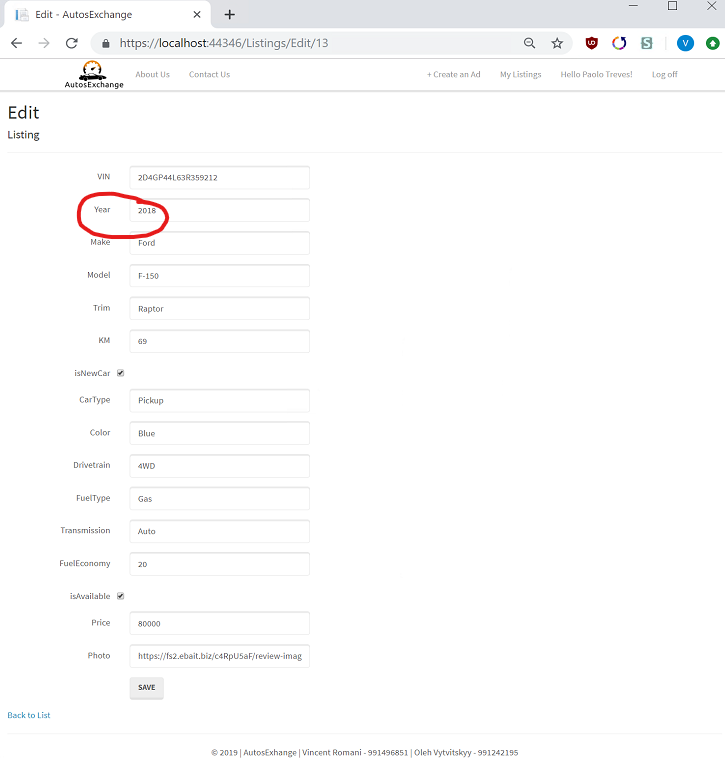 Edit - AutosExchange
https://localhost:44346/Listings/Edit/13
UO
S
V
AutosExchange
About Us
Contact Us
+ Create an Ad
My Listings
Hello Paolo Treves!
Log off
Edit
Listing
VIN 2D4GP44L63R359212
Year 2018
Make Ford
Model F-150
Trim Raptor
KM 69
isNewCar
CarType Pickup
Color Blue
Drivetrain 4WD
FuelType Gas
Transmission Auto
FuelEconomy 20
isAvailable
Price 80000
Photo https://fs2.ebait.biz/c4RpU5aF/review-imag
SAVE
Back to List
© 2019 | AutosExhange | Vincent Romani - 991496851 | Oleh Vytvitskyy - 991242195